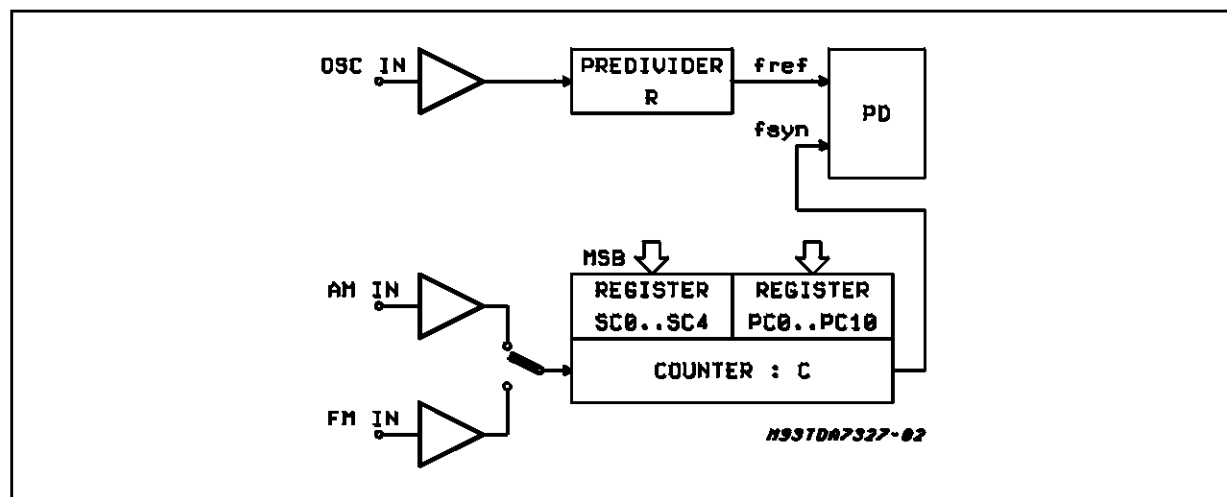 OSC IN
PREDIVIDER
R
fref
PD
fsyn
MSB
AM IN
REGISTER
SC0..SC4
REGISTER
PC0..PC10
COUNTER : C
FM IN
M93TDA7327-02